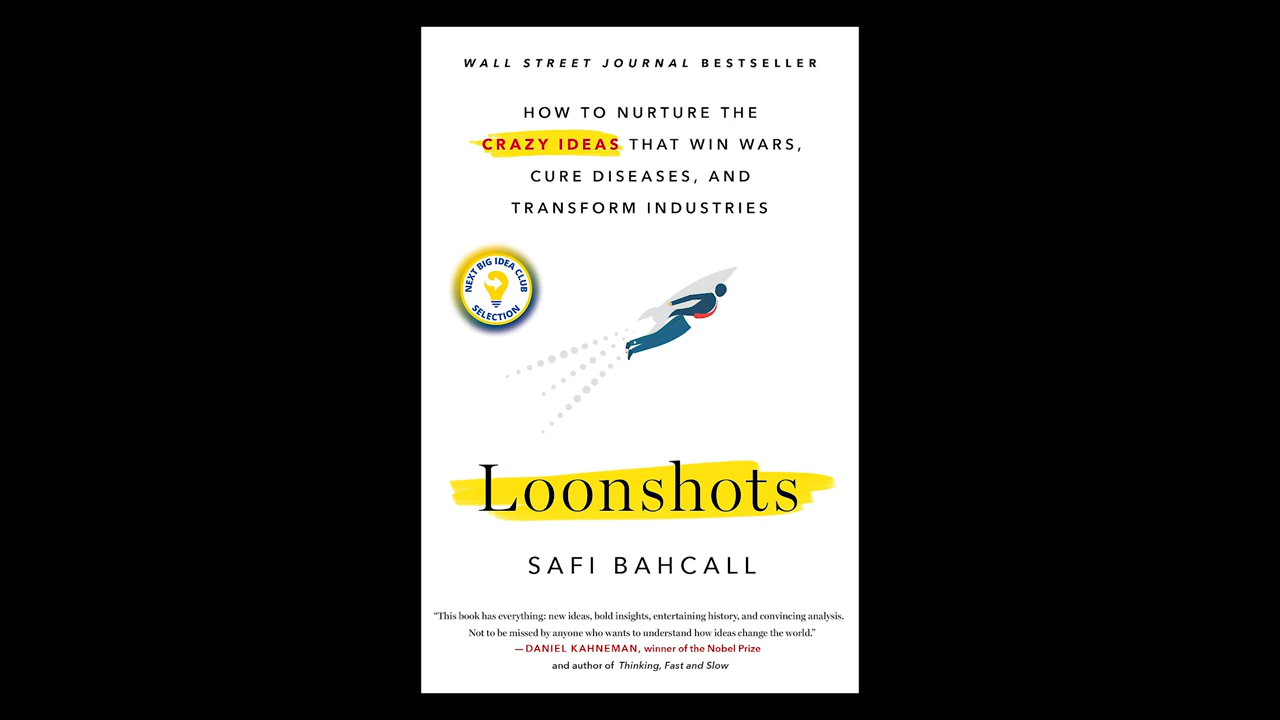 WALL STREET JOURNAL BESTSELLER
HOW TO NURTURE THE
CRAZY IDEAS THAT WIN WARS,
CURE DISEASES, AND
TRANSFORM INDUSTRIES
NEXT BIG IDEA CLUB
SELECTION
Loonshots
SAFI BAHCALL
“This book has everything: new ideas, bold insights, entertaining history, and convincing analysis.
Not to be missed by anyone who wants to understand how ideas change the world.”
—DANIEL KAHNEMAN, winner of the Nobel Prize
and author of Thinking, Fast and Slow